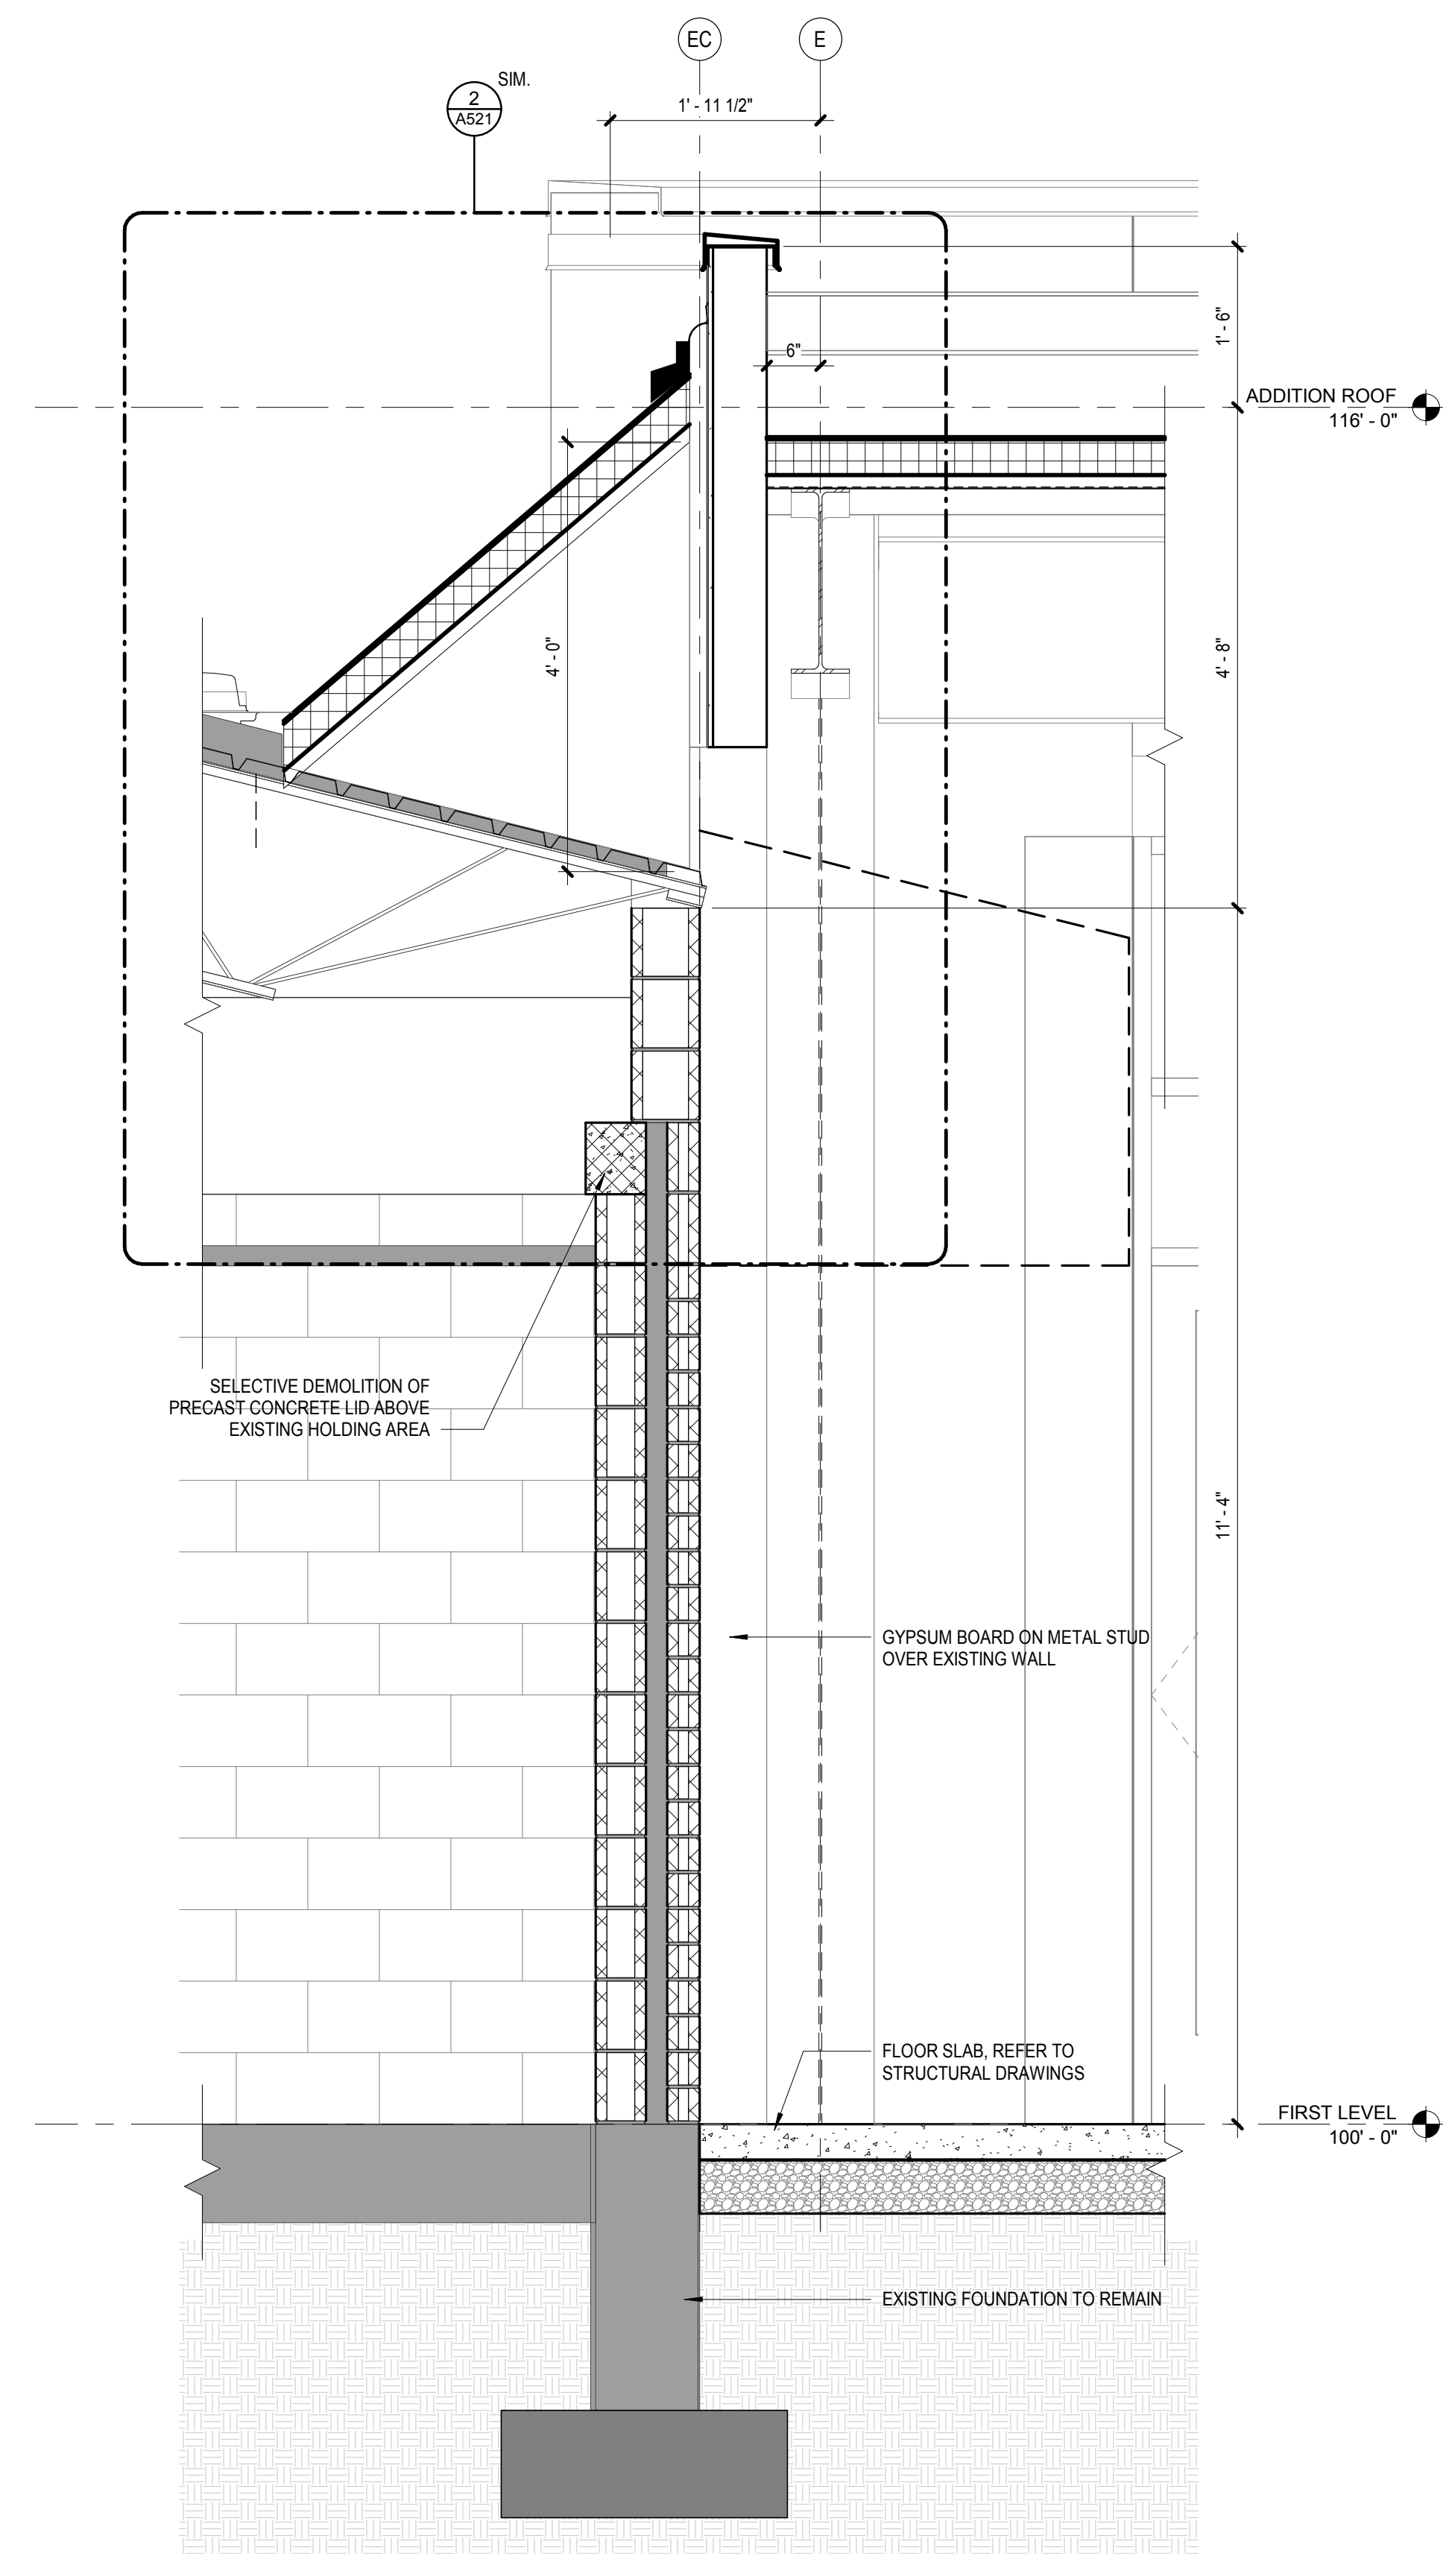 EC
E
SIM.
2
A521
1' - 11 1/2"
1' - 6"
6"
ADDITION ROOF
116' - 0"
4' - 0"
4' - 8"
SELECTIVE DEMOLITION OF
PRECAST CONCRETE LID ABOVE
EXISTING HOLDING AREA
11' - 4"
GYPSUM BOARD ON METAL STUD
OVER EXISTING WALL
FLOOR SLAB, REFER TO
STRUCTURAL DRAWINGS
FIRST LEVEL
100' - 0"
EXISTING FOUNDATION TO REMAIN